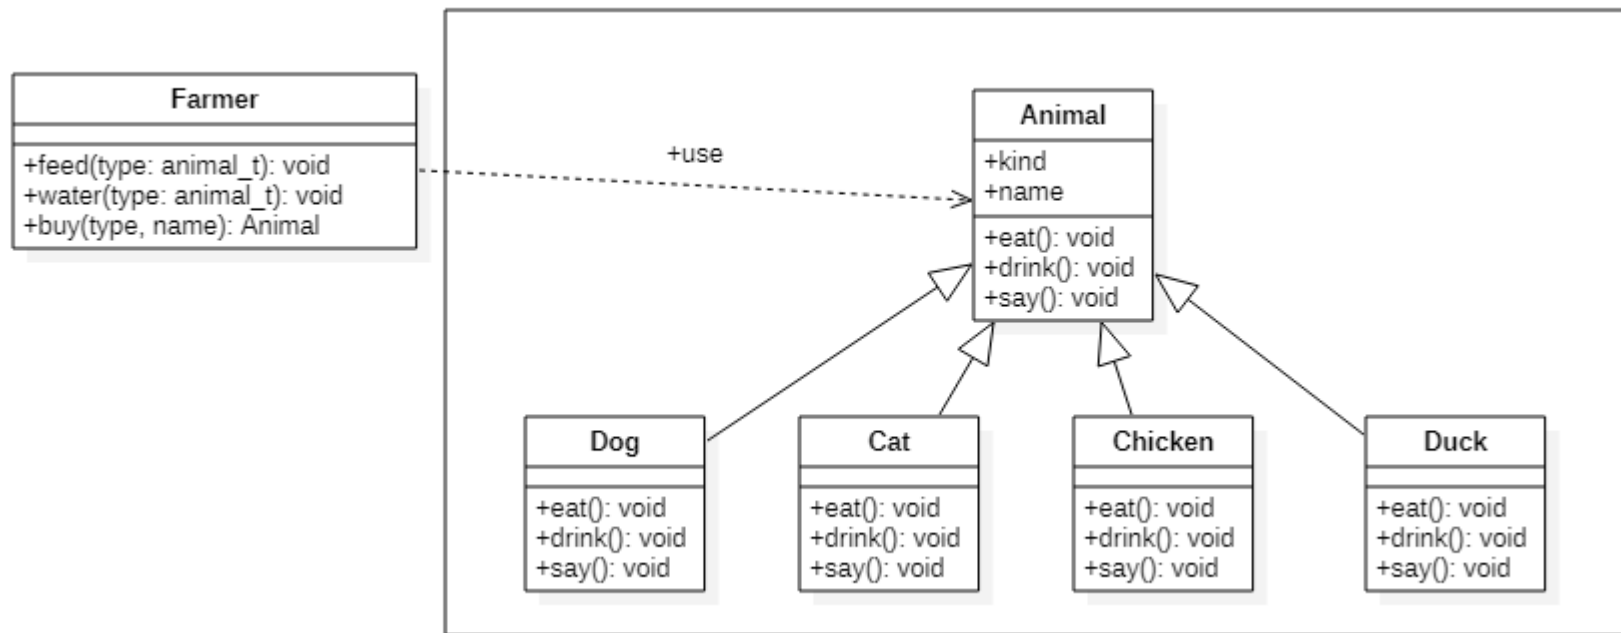 Farmer
+feed(type: animal_t): void
+water(type: animal_t): void
+buy(type, name): Animal
+use
Animal
+kind
+name
+eat(): void
+drink(): void
+say(): void
Dog
+eat(): void
+drink(): void
+say(): void
Cat
+eat(): void
+drink(): void
+say(): void
Chicken
+eat(): void
+drink(): void
+say(): void
Duck
+eat(): void
+drink(): void
+say(): void